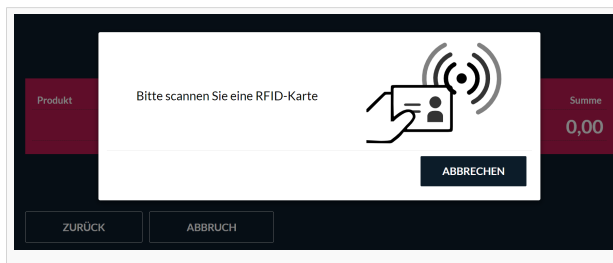 Bitte scannen Sie eine RFID-Karte
Produkt
Summe
0,00
ABBRECHEN
ZURÜCK
ABBRUCH